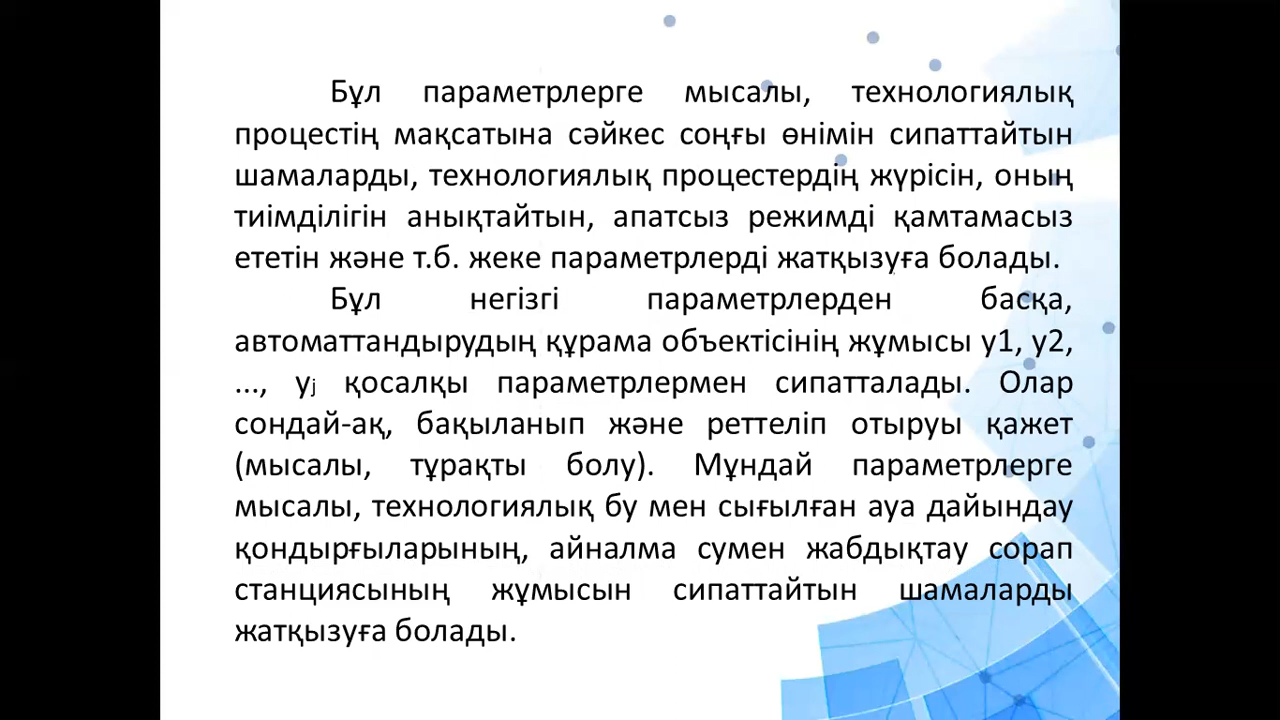 Бұл параметрлерге мысалы, технологиялық
процестің мақсатына сәйкес соңғы өнімін сипаттайтын
шамаларды, технологиялық процестердің жүрісін, оның
тиімділігін анықтайтын, апатсыз режимді қамтамасыз
ететін және т.б. жеке параметрлерді жатқызуға болады.
Бұл негізгі параметрлерден басқа,
автоматтандырудың құрама объектісінің жұмысы у1, у2,
..., уj қосалқы параметрлермен сипатталады. Олар
сондай-ақ, бақыланып және реттеліп отыруы қажет
(мысалы, тұрақты болу). Мұндай параметрлерге
мысалы, технологиялық бу мен сығылған ауа дайындау
қондырғыларының, айналма сумен жабдықтау сорап
станциясының жұмысын сипаттайтын шамаларды
жатқызуға болады.